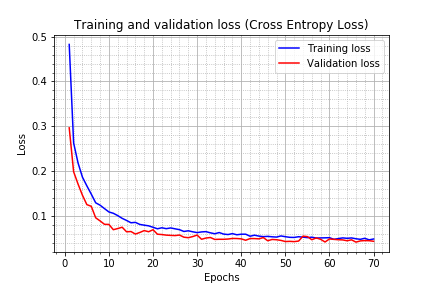 Training and validation loss (Cross Entropy Loss)
Training loss
Validation loss
Loss
0.5
0.4
0.3
0.2
0.1
0 10 20 30 40 50 60 70
Epochs